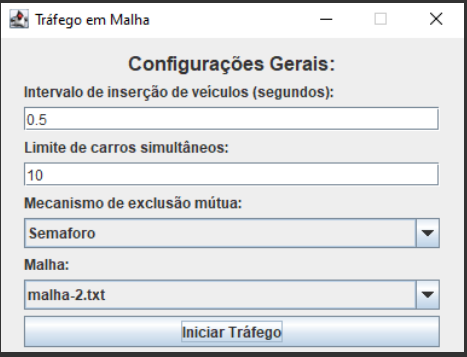 Tráfego em Malha
Configurações Gerais:
Intervalo de inserção de veículos (segundos):
0.5
Limite de carros simultâneos:
10
Mecanismo de exclusão mútua:
Semaforo
Malha:
malha-2.txt
Iniciar Tráfego